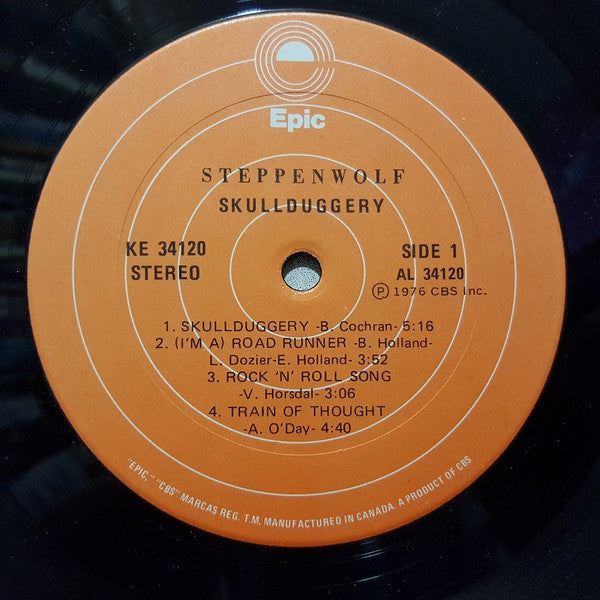 Epic
STEPPENWOLF
SKULLDUGGERY
KE 34120
STEREO
SIDE 1
AL 34120
Ⓟ 1976 CBS Inc.
1. SKULLDUGGERY -B. Cochran- 5:16
2. (I'M A) ROAD RUNNER -B. Holland-
L. Dozier-E. Holland- 3:52
3. ROCK 'N' ROLL SONG
-V. Horsdal- 3:06
4. TRAIN OF THOUGHT
-A. O'Day- 4:40
"EPIC," "CBS" MARCAS REG. T.M. MANUFACTURED IN CANADA. A PRODUCT OF CBS